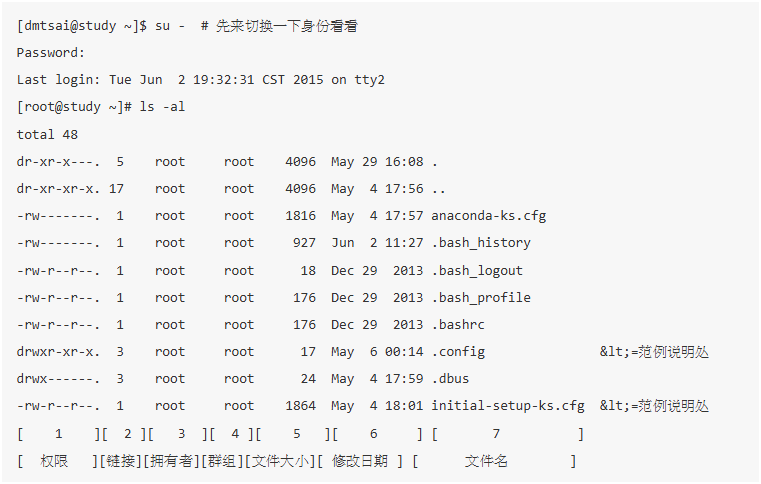 [dmtsai@study ~]$ su -  # 先来切换一下身份看看
Password:
Last login: Tue Jun  2 19:32:31 CST 2015 on tty2
[root@study ~]# ls -al
total 48
dr-xr-x---.  5    root     root    4096  May 29 16:08 .
dr-xr-xr-x. 17    root     root    4096  May  4 17:56 ..
-rw-------.  1    root     root    1816  May  4 17:57 anaconda-ks.cfg
-rw-------.  1    root     root     927  Jun  2 11:27 .bash_history
-rw-r--r--.  1    root     root      18  Dec 29  2013 .bash_logout
-rw-r--r--.  1    root     root     176  Dec 29  2013 .bash_profile
-rw-r--r--.  1    root     root     176  Dec 29  2013 .bashrc
drwxr-xr-x.  3    root     root      17  May  6 00:14 .config               &lt;=范例说明处
drwx------.  3    root     root      24  May  4 17:59 .dbus
-rw-r--r--.  1    root     root    1864  May  4 18:01 initial-setup-ks.cfg  &lt;=范例说明处
[    1    ][  2 ][   3  ][  4 ][    5   ][    6     ] [       7          ]
[  权限   ][链接][拥有者][群组][文件大小][ 修改日期 ] [      文件名        ]